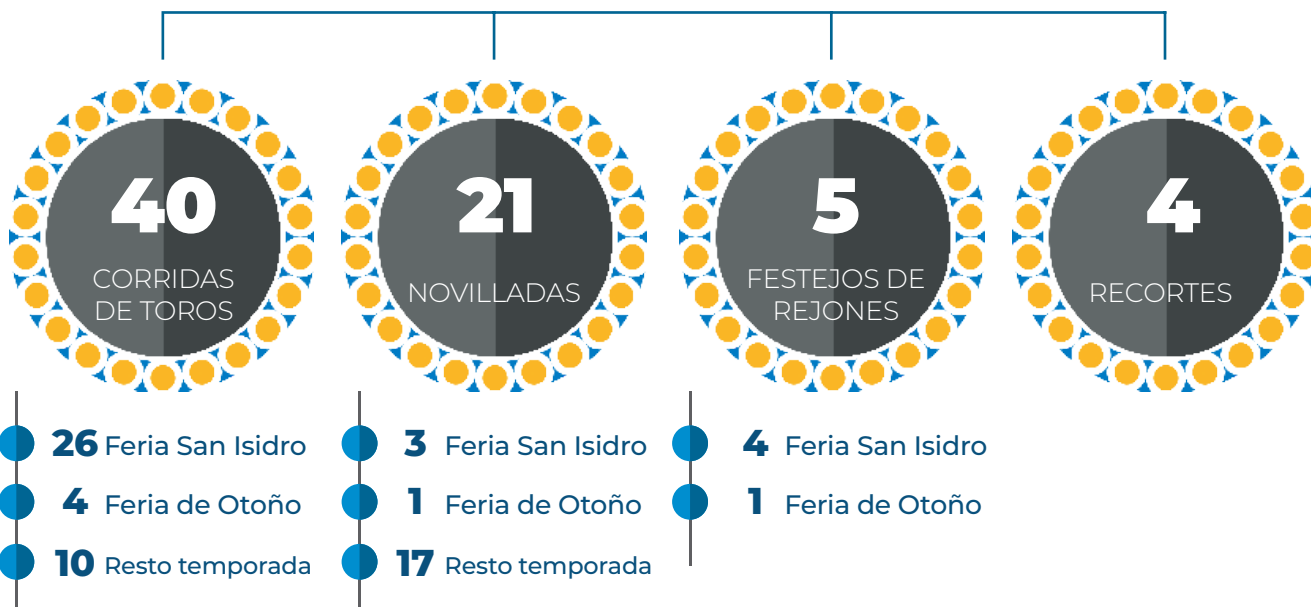 40
CORRIDAS
DE TOROS
21
NOVILLADAS
5
FESTEJOS DE
REJONES
4
RECORTES
26 Feria San Isidro
4 Feria de Otoño
10 Resto temporada
3 Feria San Isidro
1 Feria de Otoño
17 Resto temporada
4 Feria San Isidro
1 Feria de Otoño